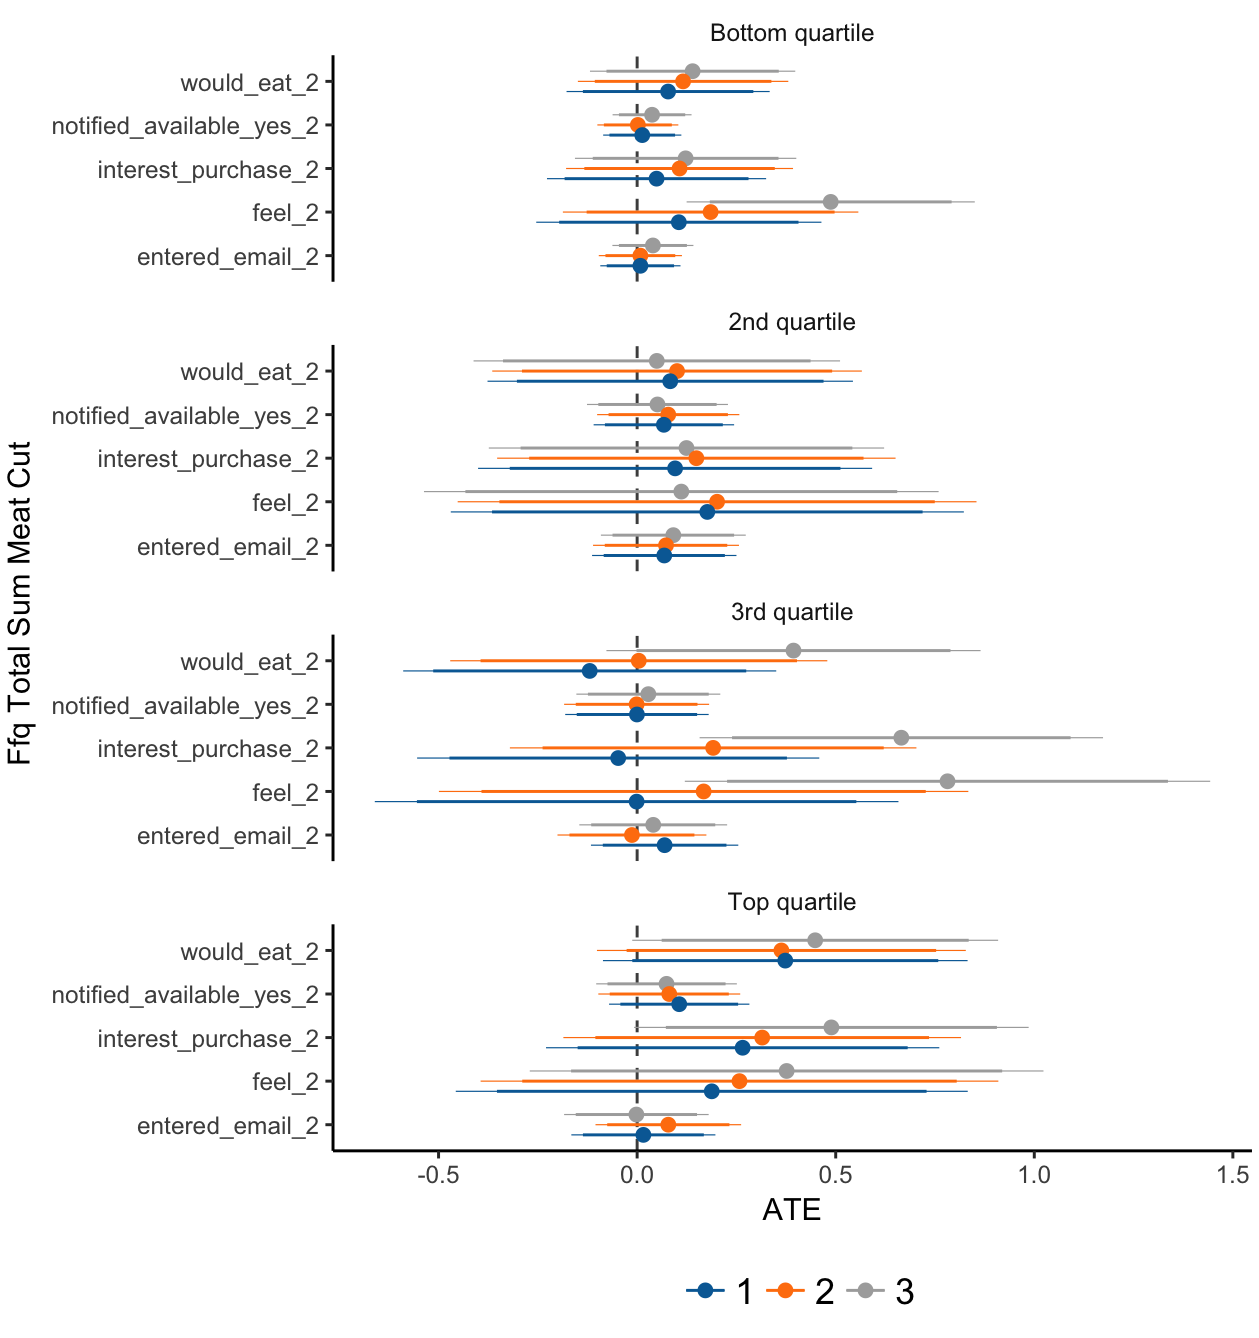 Bottom quartile
would_eat_2
notified_available_yes_2
interest_purchase_2
feel_2
entered_email_2
2nd quartile
would_eat_2
notified_available_yes_2
interest_purchase_2
feel_2
entered_email_2
3rd quartile
would_eat_2
notified_available_yes_2
interest_purchase_2
feel_2
entered_email_2
Top quartile
would_eat_2
notified_available_yes_2
interest_purchase_2
feel_2
entered_email_2
Ffq Total Sum Meat Cut
-0.5 0.0 0.5 1.0 1.5
ATE
1 2 3